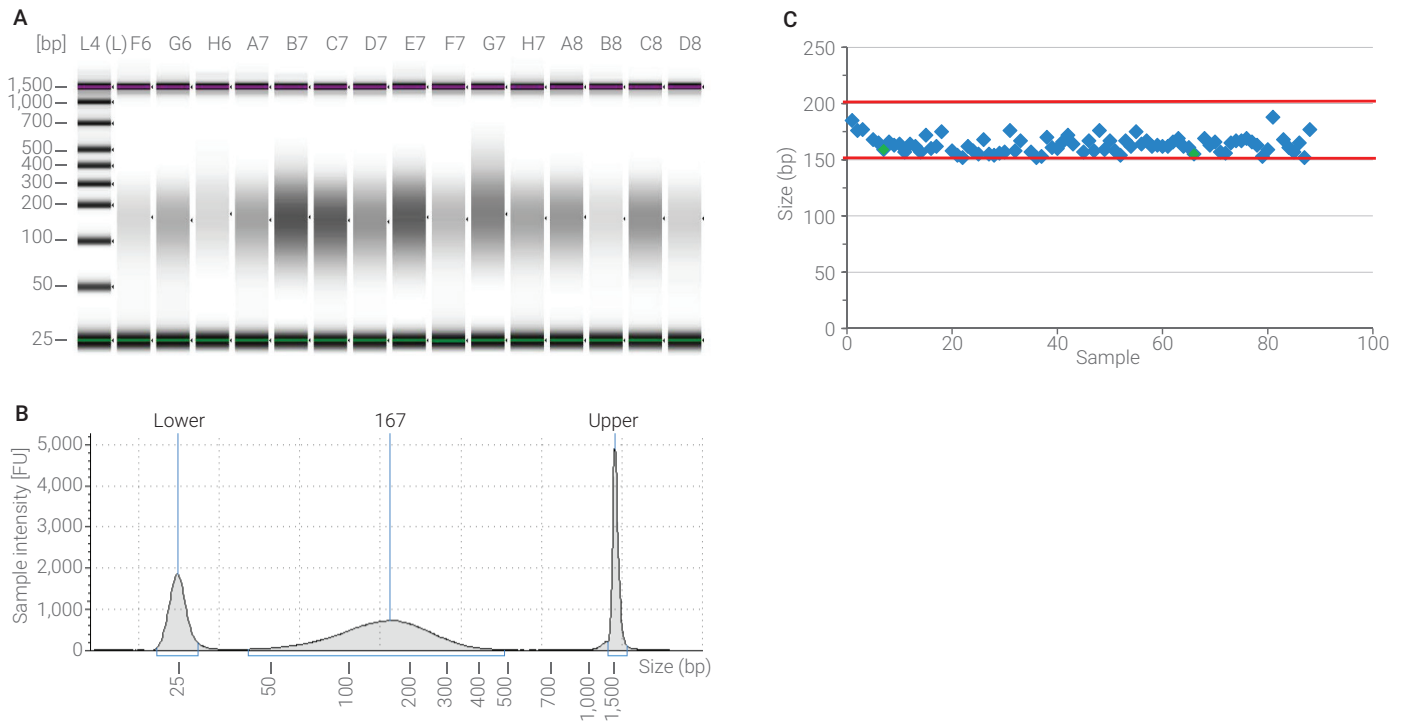 A
[bp] L4 (L) F6 G6 H6 A7 B7 C7 D7 E7 F7 G7 H7 A8 B8 C8 D8
1,500
1,000
700
500
400
300
200
100
50
25
B
Lower 167 Upper
Sample intensity [FU]
5,000
4,000
3,000
2,000
1,000
0
Size (bp)
25 50 100 200 300 400 500 700 1,000 1,500
C
Size (bp)
250
200
150
100
50
0
0 20 40 60 80 100
Sample